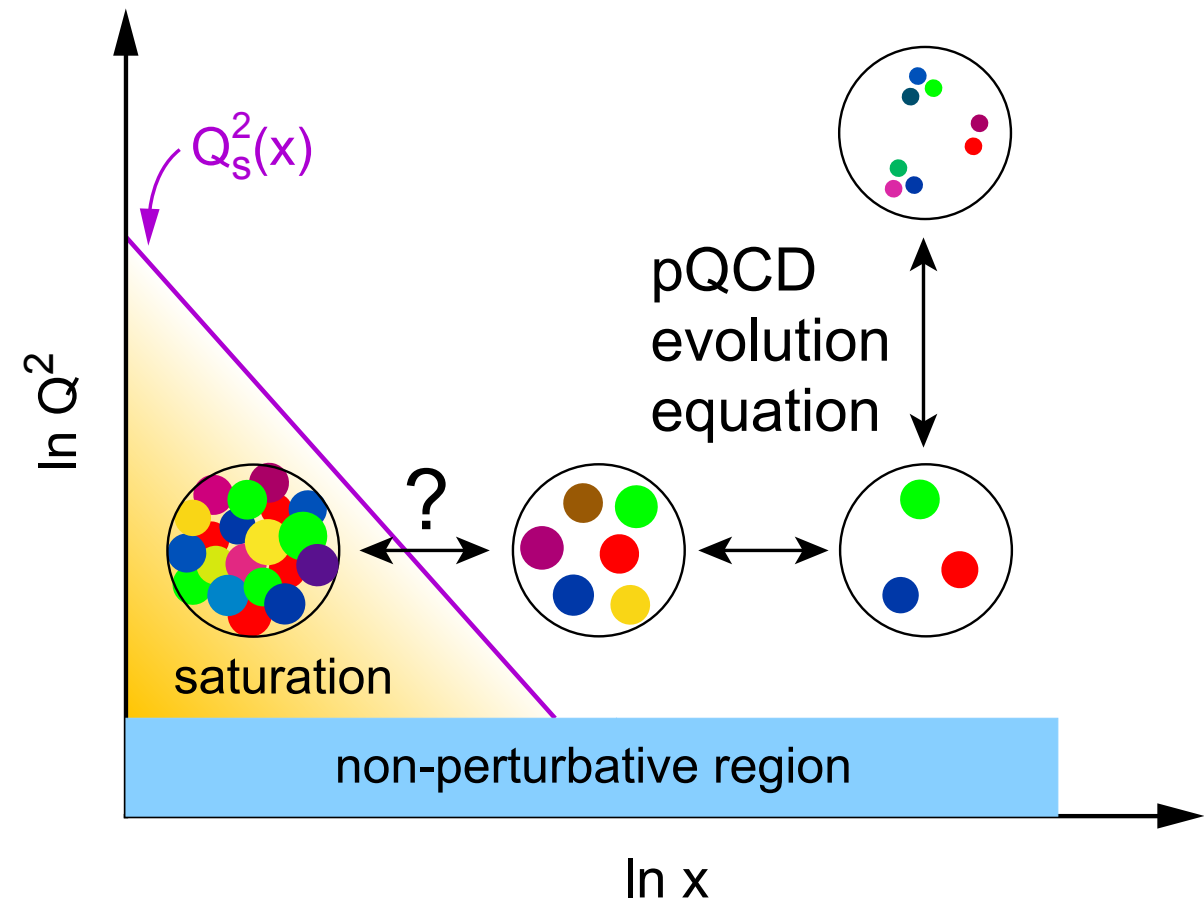 Q²ₛ(x)
pQCD
evolution
equation
ln Q²
?
saturation
non-perturbative region
ln x